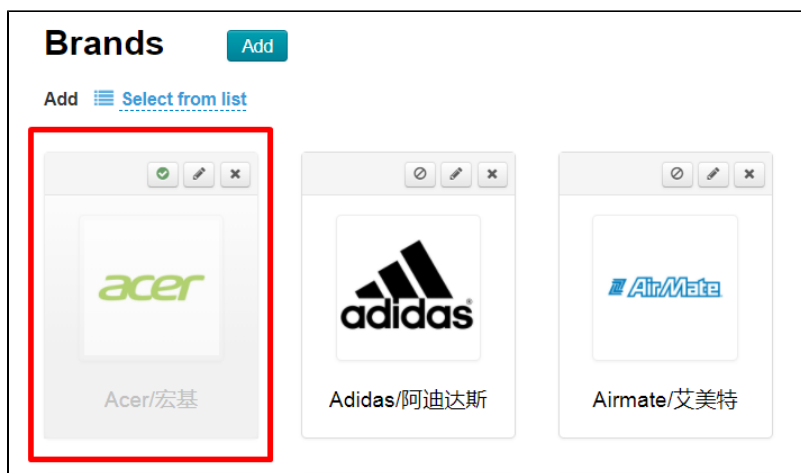 Brands
Add
Add Select from list
acer
adidas
AirMate
Acer/宏基
Adidas/阿迪达斯
Airmate/艾美特